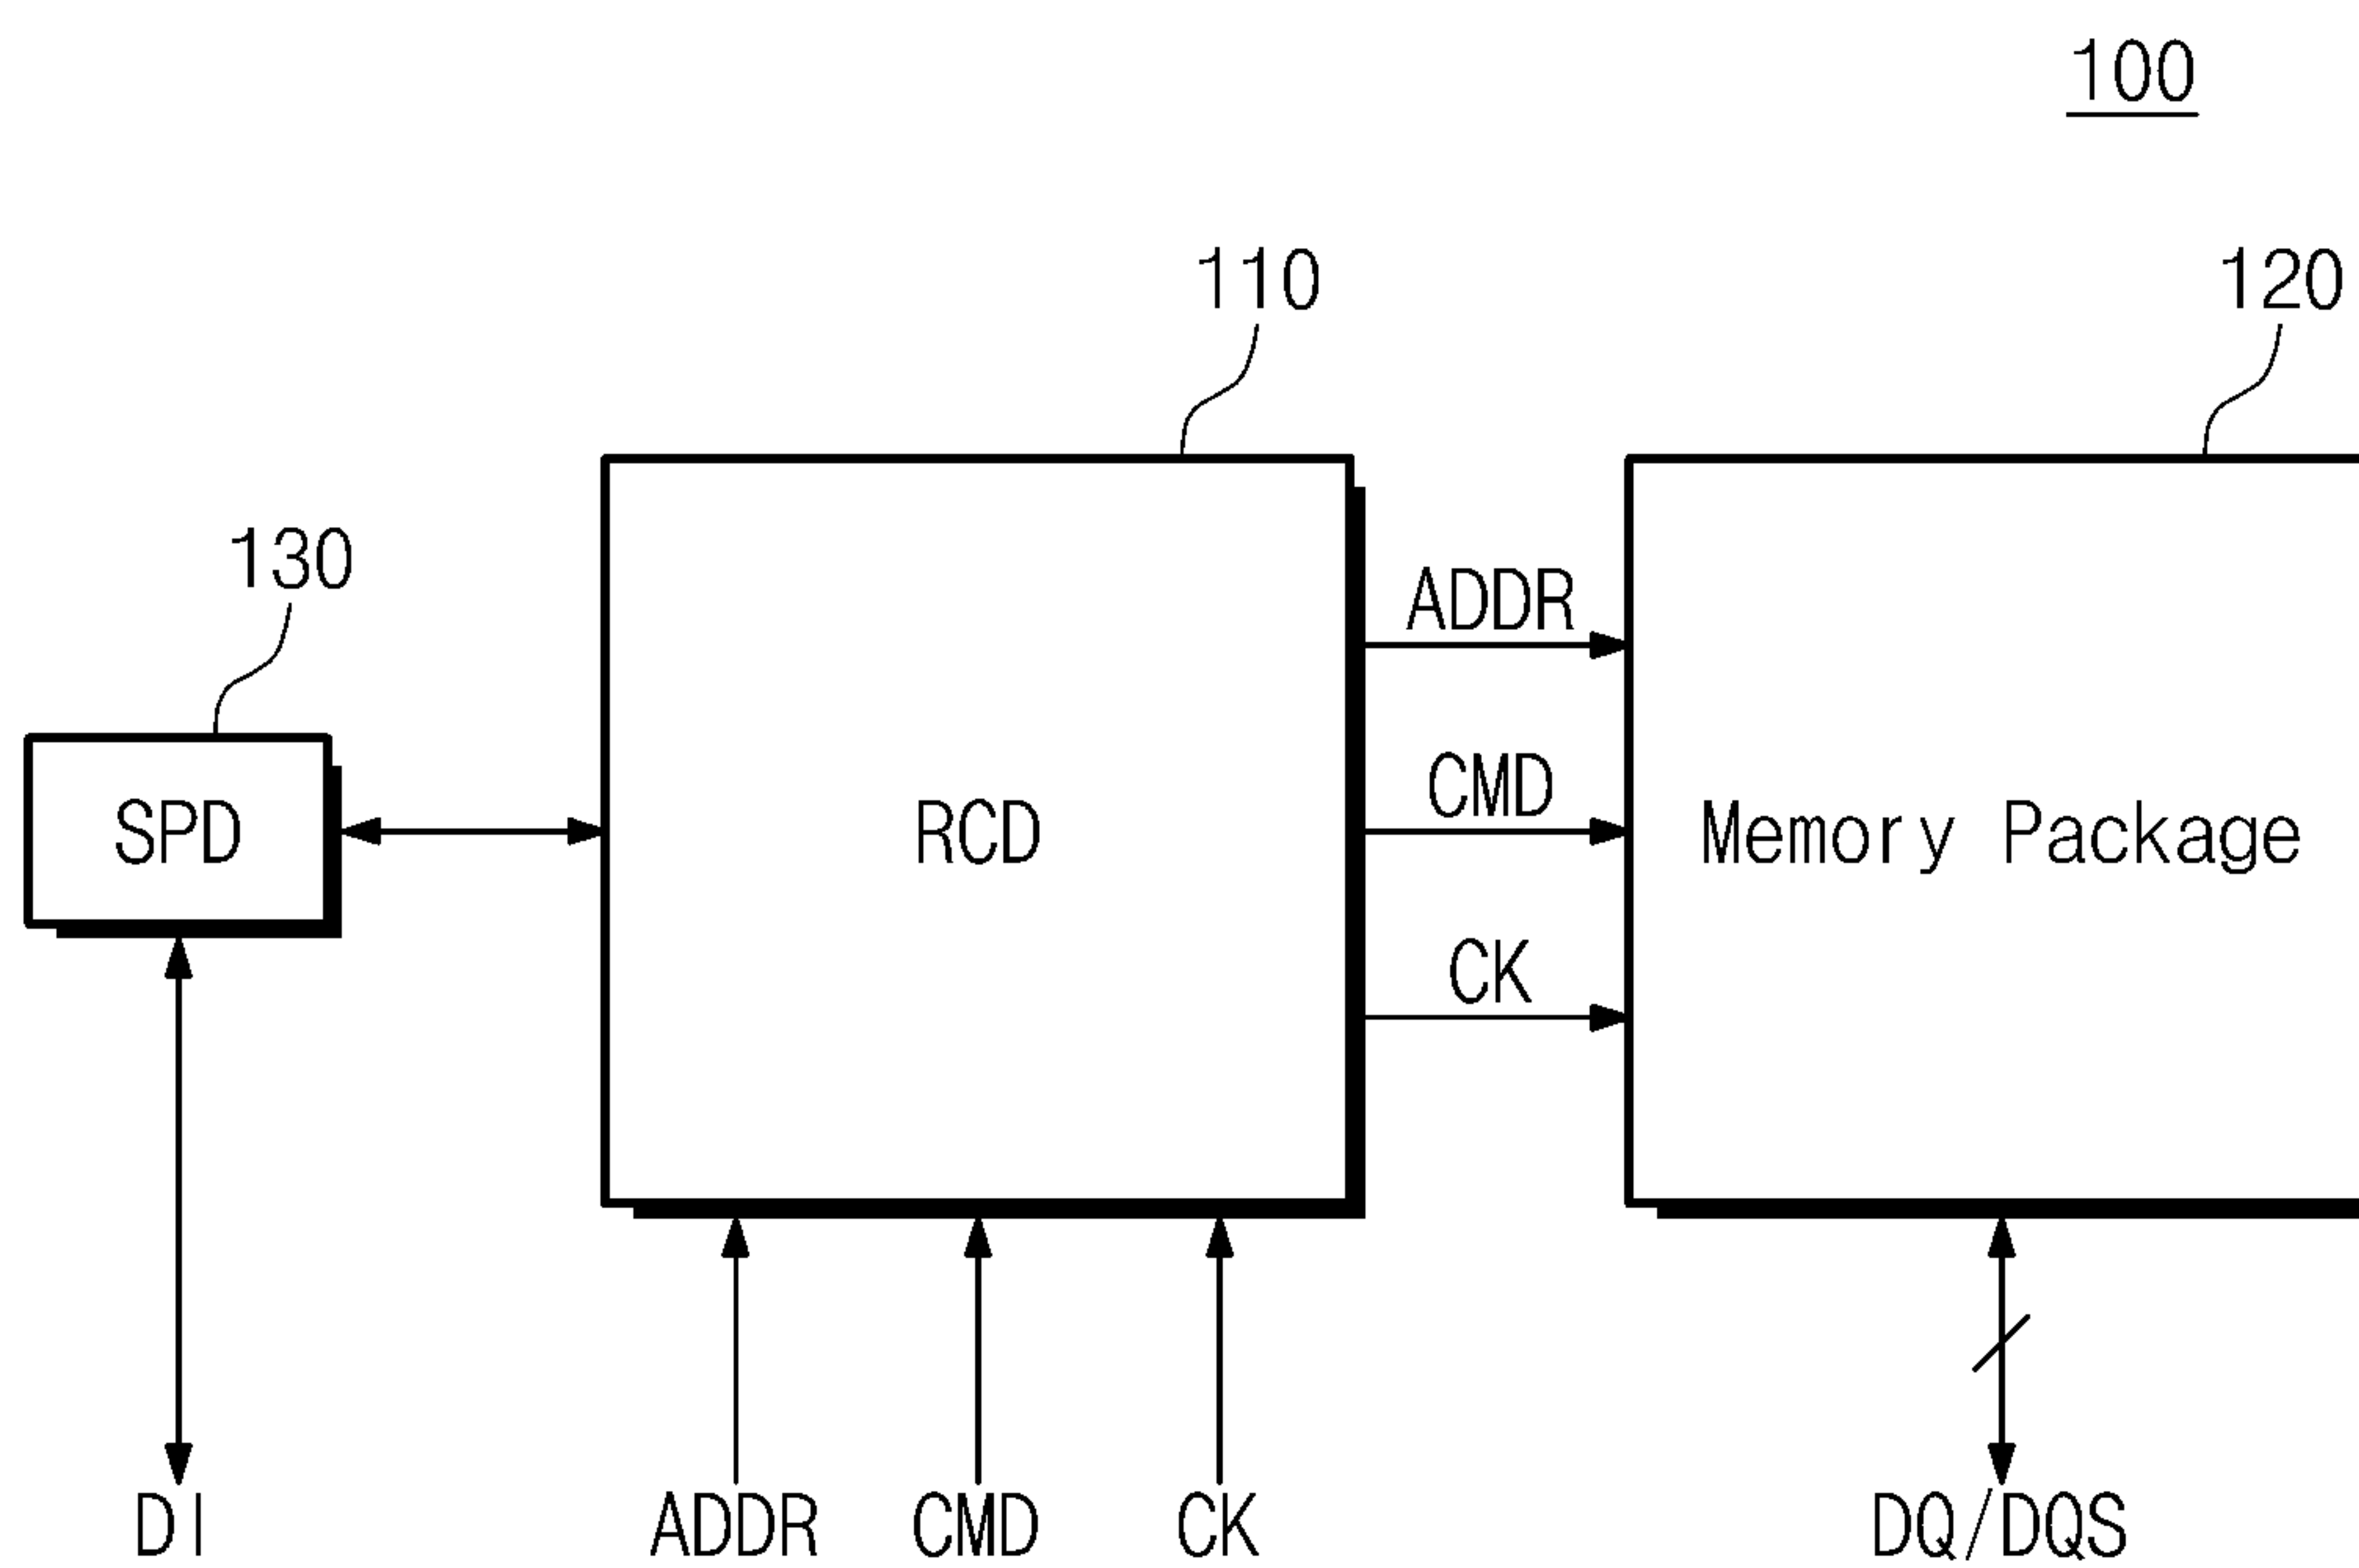 100
110
120
130
ADDR
CMD
SPD
RCD
Memory Package
CK
DI
ADDR
CMD
CK
DQ/DQS